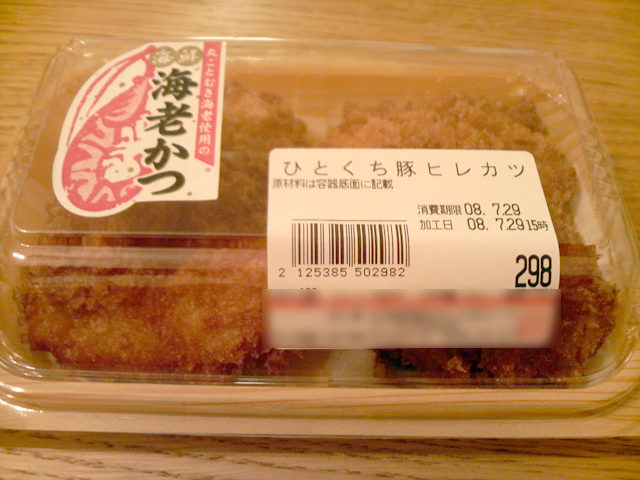 海鮮
海老かつ
丸ごとむき海老使用の
ひとくち豚ヒレカツ
原材料は容器底面に記載
消費期限 08. 7.29
加工日 08. 7.29 15時
2 125385 502982
298